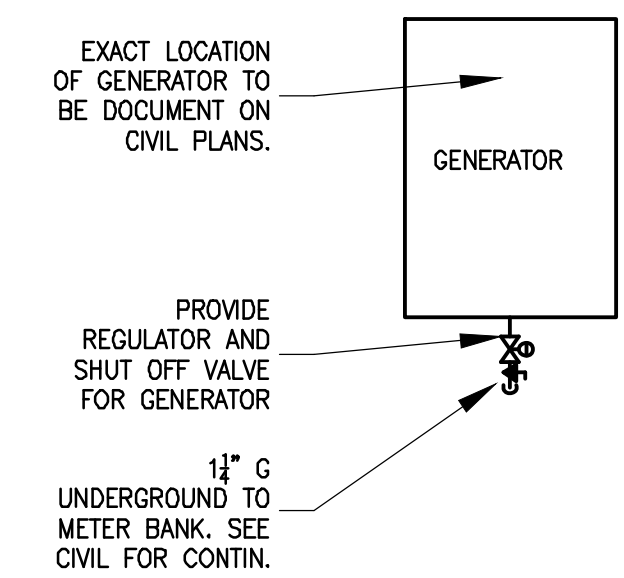 EXACT LOCATION
OF GENERATOR TO
BE DOCUMENT ON
CIVIL PLANS.
GENERATOR
PROVIDE
REGULATOR AND
SHUT OFF VALVE
FOR GENERATOR
1¼" G
UNDERGROUND TO
METER BANK. SEE
CIVIL FOR CONTIN.